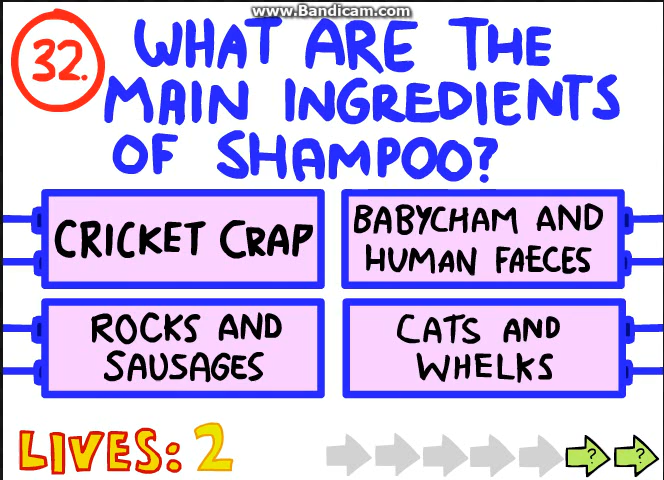 www.Bandicam.com
32.
WHAT ARE THE
MAIN INGREDIENTS
OF SHAMPOO?
CRICKET CRAP
BABYCHAM AND
HUMAN FAECES
ROCKS AND
SAUSAGES
CATS AND
WHELKS
LIVES: 2
? ?